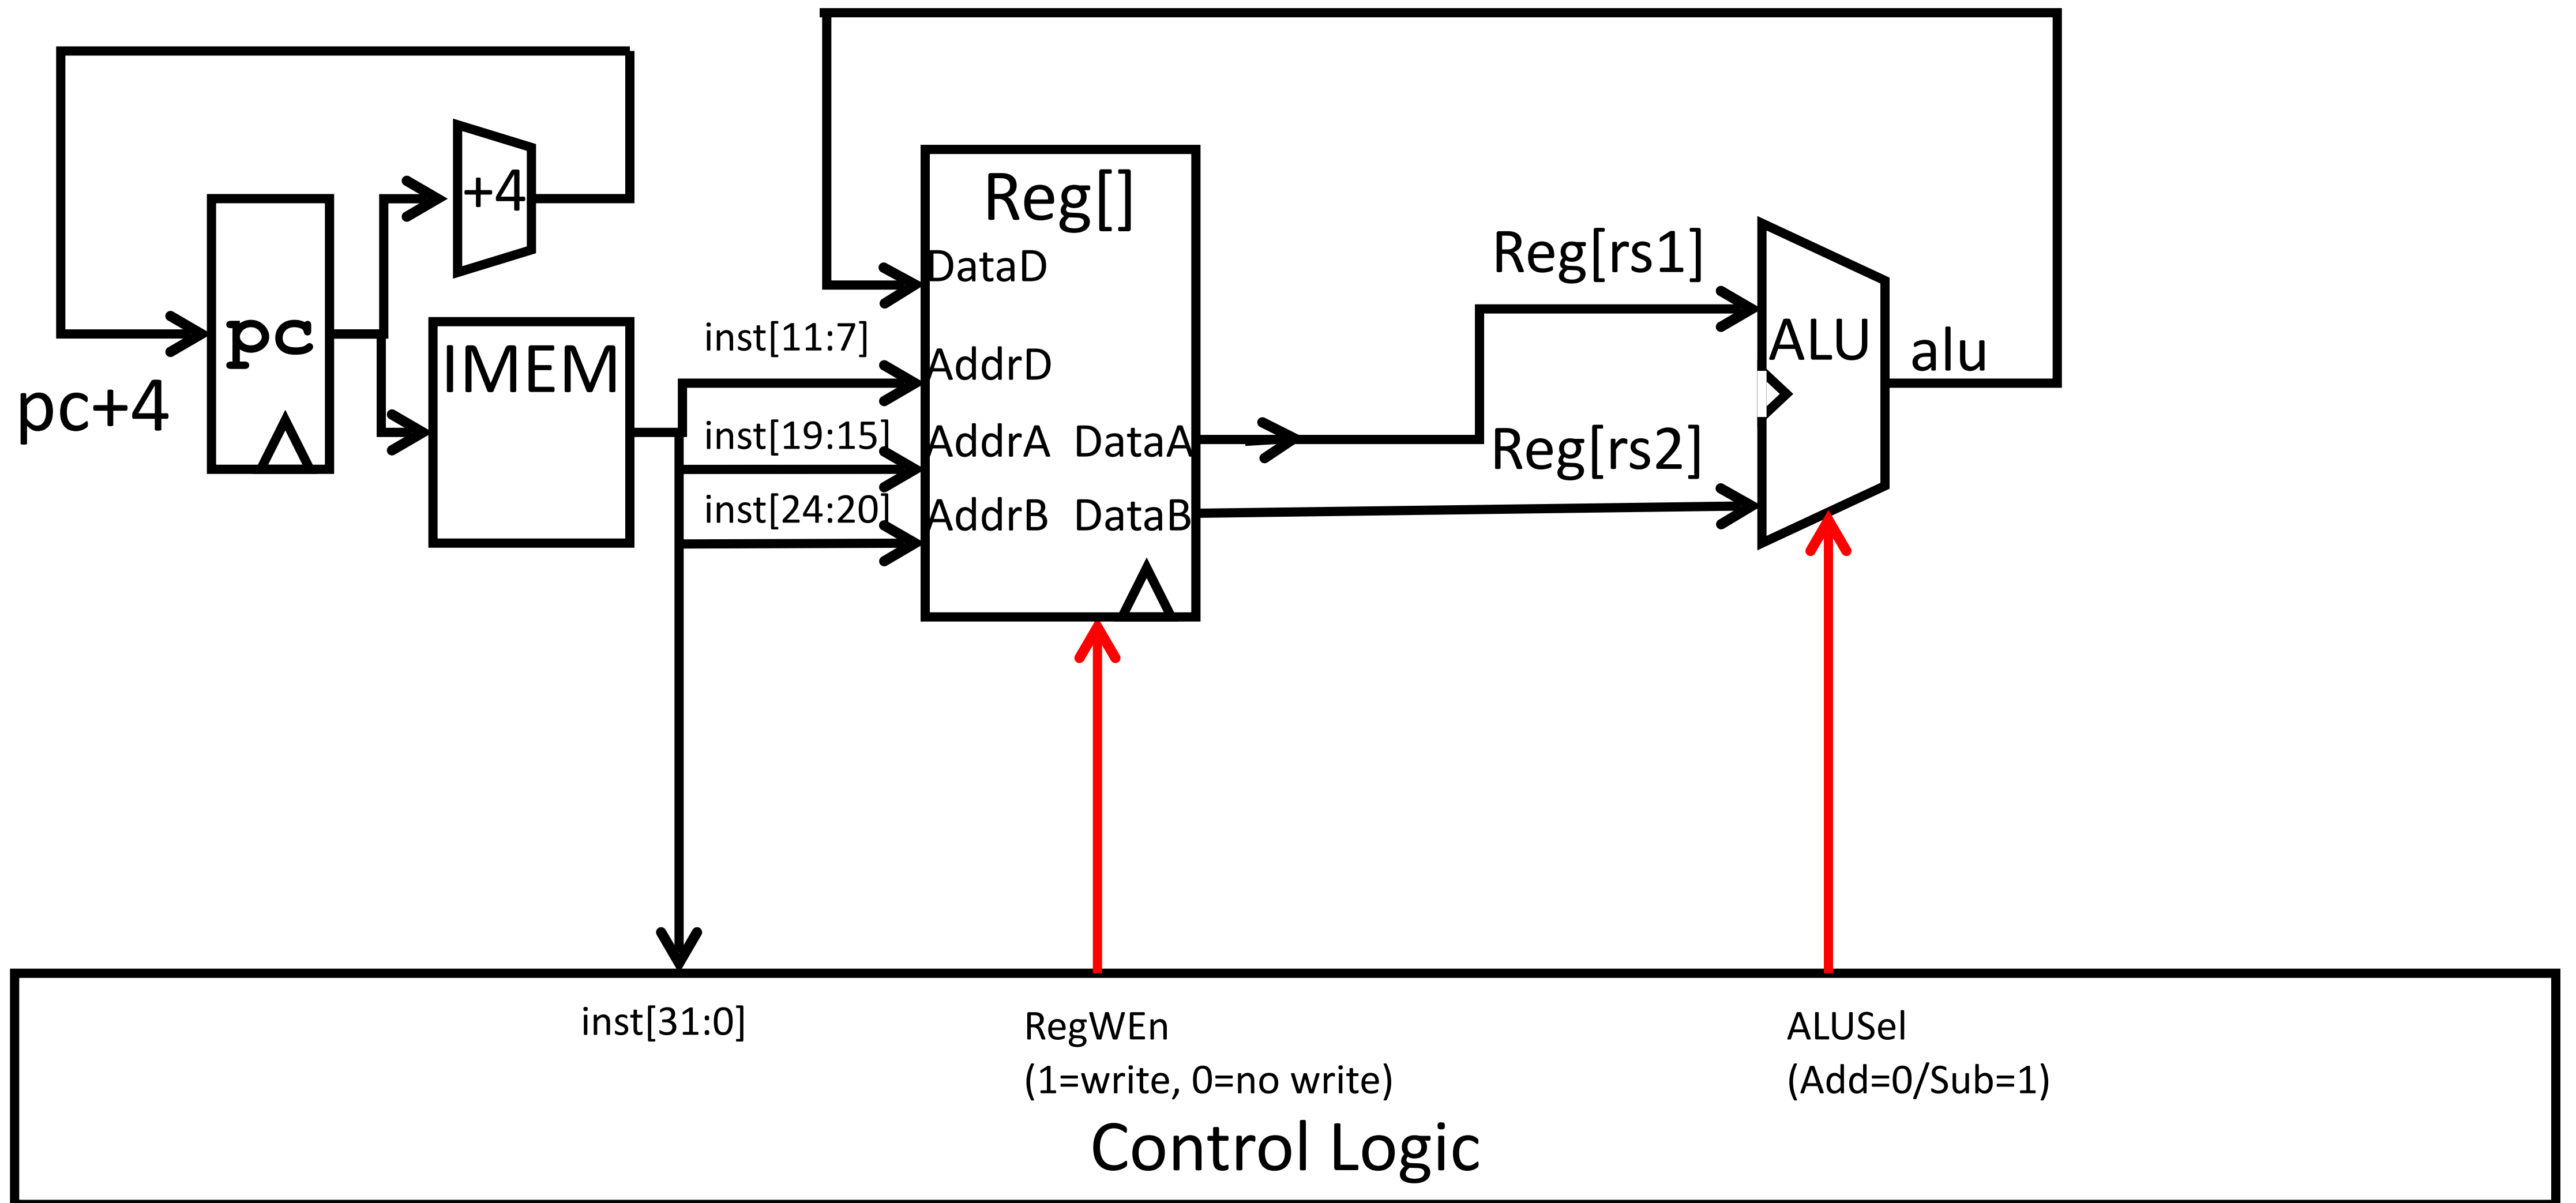 +4
pc
pc+4
IMEM
inst[11:7]
inst[19:15]
inst[24:20]
Reg[]
DataD
AddrD
AddrA DataA
AddrB DataB
Reg[rs1]
Reg[rs2]
ALU
alu
inst[31:0]
RegWEn
(1=write, 0=no write)
ALUSel
(Add=0/Sub=1)
Control Logic